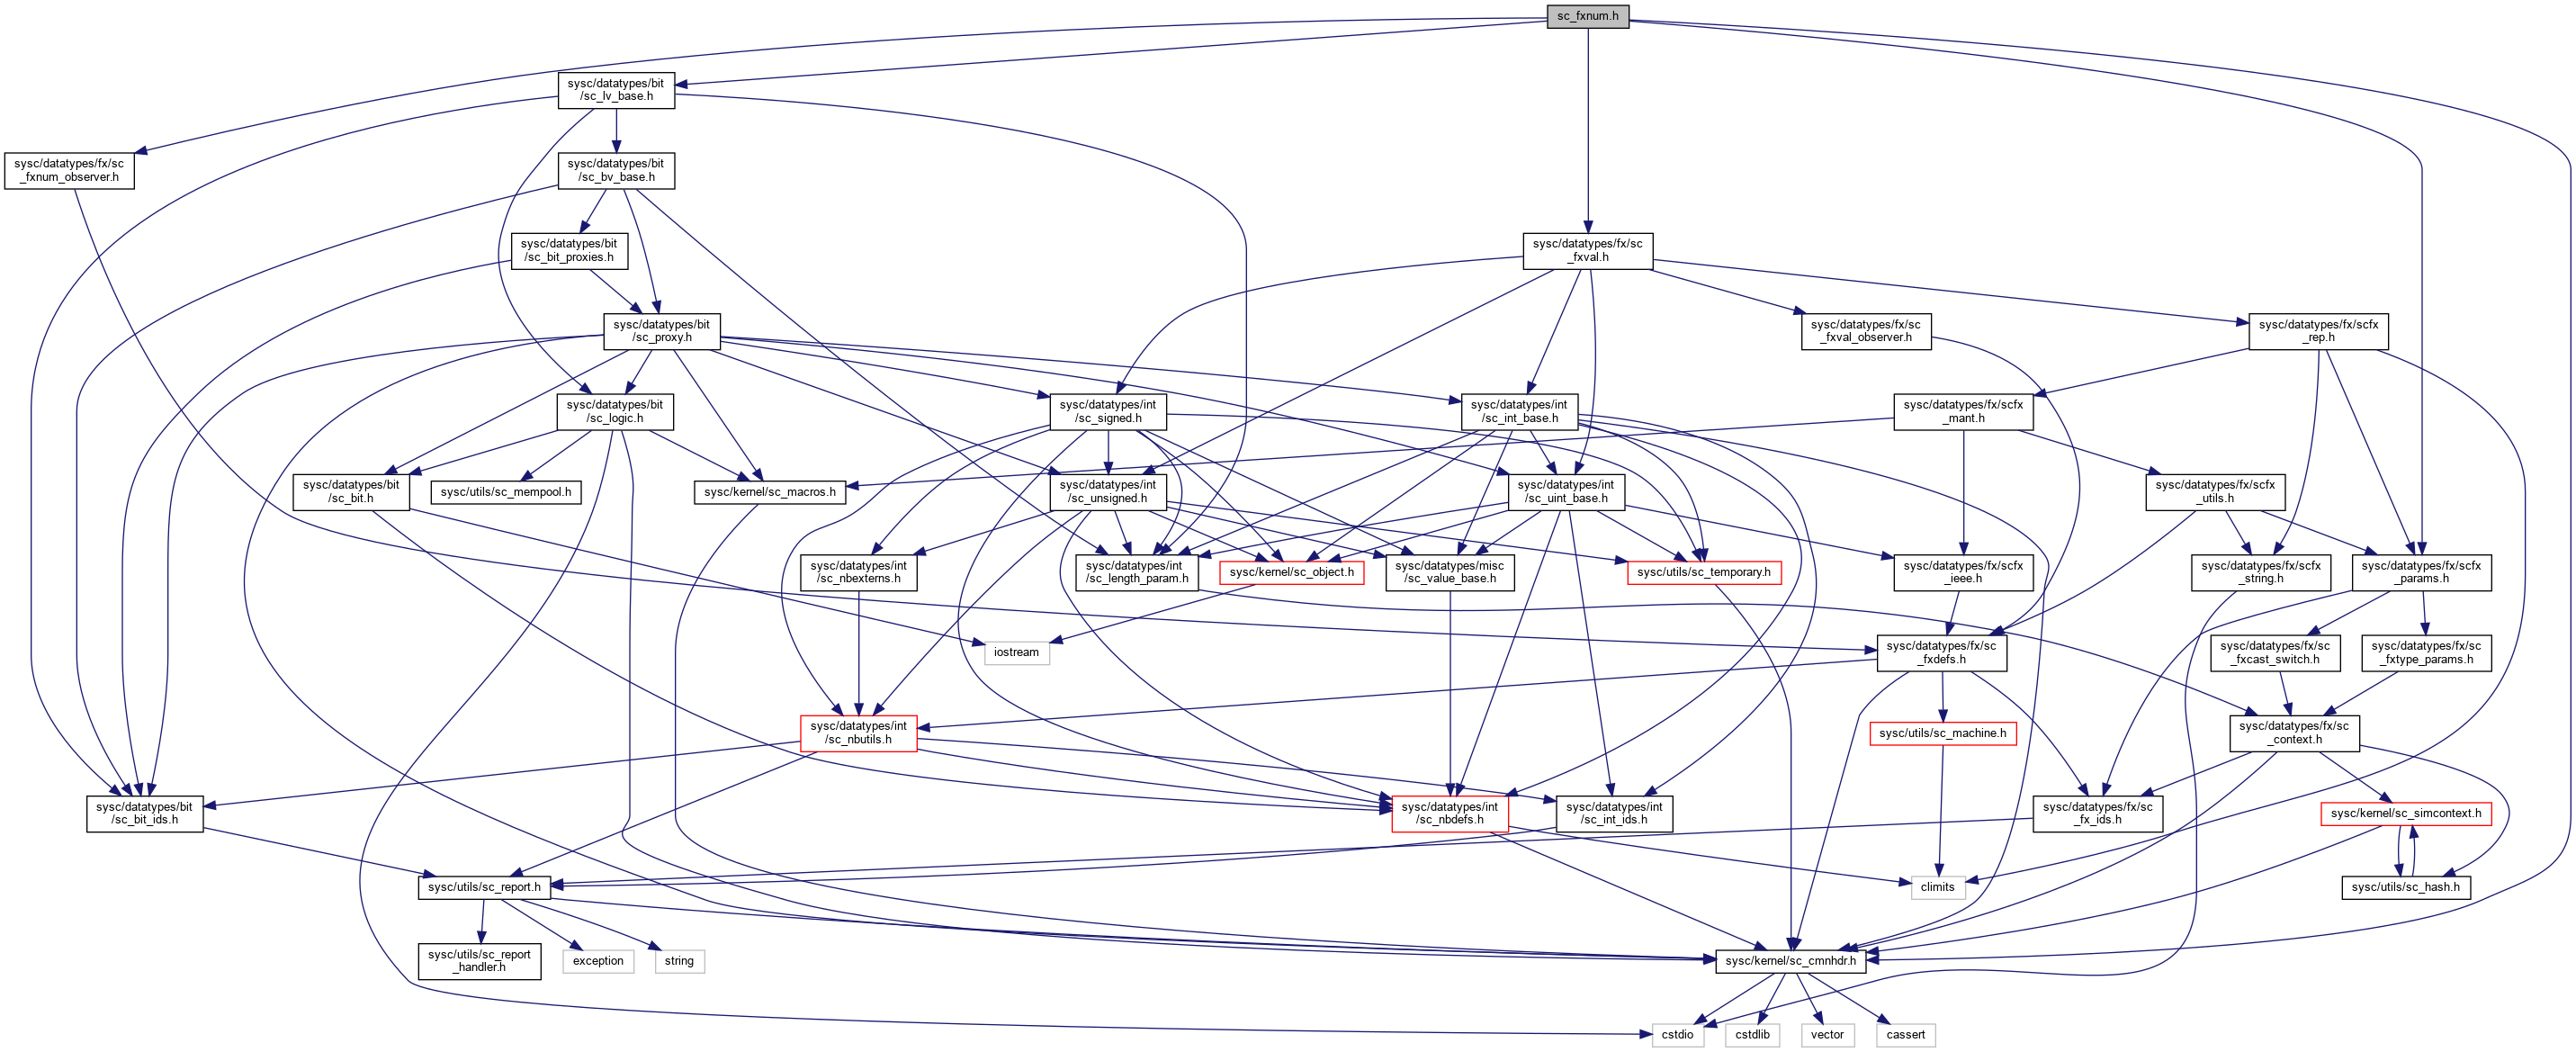 sc_fxnum.h
sysc/datatypes/bit
/sc_lv_base.h
sysc/datatypes/fx/sc
_fxnum_observer.h
sysc/datatypes/bit
/sc_bv_base.h
sysc/datatypes/bit
/sc_bit_proxies.h
sysc/datatypes/fx/sc
_fxval.h
sysc/datatypes/bit
/sc_proxy.h
sysc/datatypes/fx/sc
_fxval_observer.h
sysc/datatypes/fx/scfx
_rep.h
sysc/datatypes/bit
/sc_logic.h
sysc/datatypes/int
/sc_signed.h
sysc/datatypes/int
/sc_int_base.h
sysc/datatypes/fx/scfx
_mant.h
sysc/datatypes/bit
/sc_bit.h
sysc/utils/sc_mempool.h
sysc/kernel/sc_macros.h
sysc/datatypes/int
/sc_unsigned.h
sysc/datatypes/int
/sc_uint_base.h
sysc/datatypes/fx/scfx
_utils.h
sysc/datatypes/int
/sc_nbexterns.h
sysc/datatypes/int
/sc_length_param.h
sysc/kernel/sc_object.h
sysc/datatypes/misc
/sc_value_base.h
sysc/utils/sc_temporary.h
sysc/datatypes/fx/scfx
_ieee.h
sysc/datatypes/fx/scfx
_string.h
sysc/datatypes/fx/scfx
_params.h
iostream
sysc/datatypes/fx/sc
_fxdefs.h
sysc/datatypes/fx/sc
_fxcast_switch.h
sysc/datatypes/fx/sc
_fxtype_params.h
sysc/datatypes/int
/sc_nbutils.h
sysc/utils/sc_machine.h
sysc/datatypes/fx/sc
_context.h
sysc/datatypes/bit
/sc_bit_ids.h
sysc/datatypes/int
/sc_nbdefs.h
sysc/datatypes/int
/sc_int_ids.h
sysc/datatypes/fx/sc
_fx_ids.h
sysc/kernel/sc_simcontext.h
sysc/utils/sc_report.h
climits
sysc/utils/sc_hash.h
sysc/utils/sc_report
_handler.h
exception
string
sysc/kernel/sc_cmnhdr.h
cstdio
cstdlib
vector
cassert